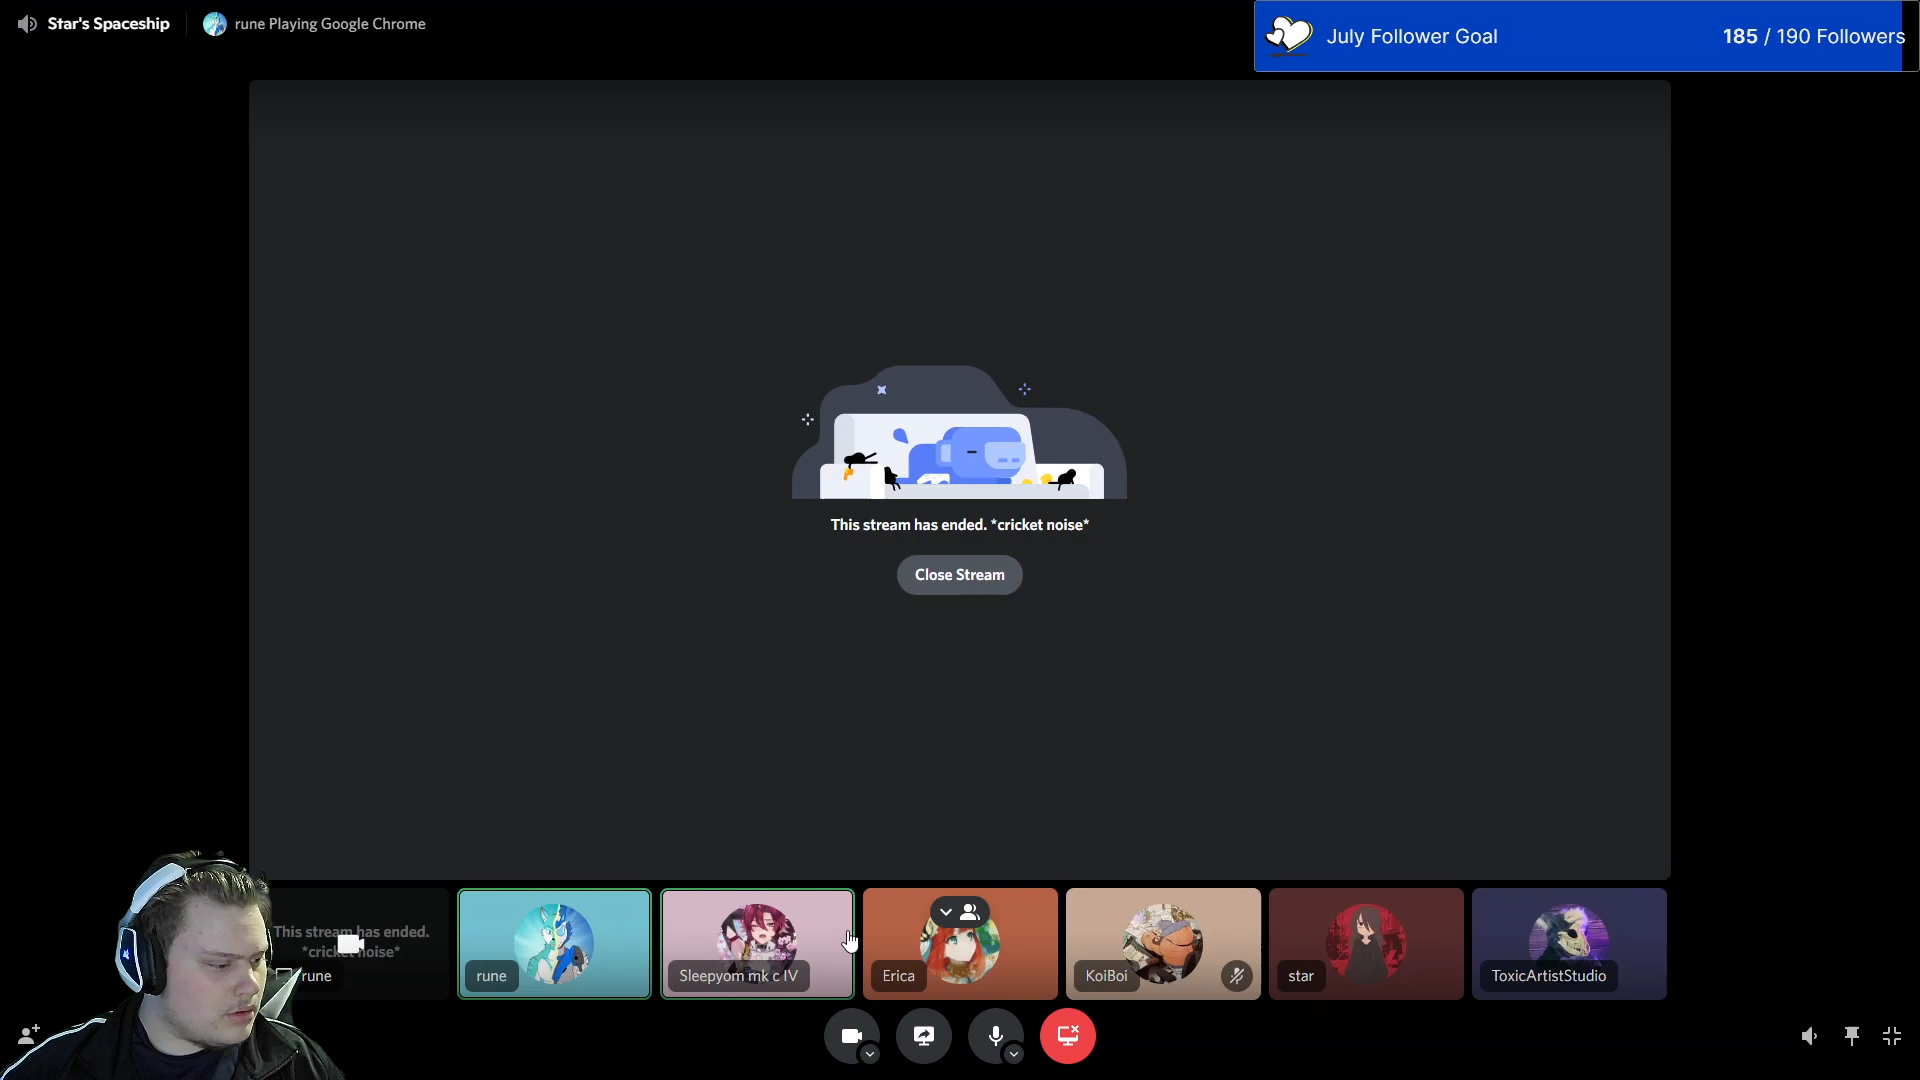 Star's Spaceship
rune Playing Google Chrome
July Follower Goal
185 / 190 Followers
This stream has ended. *cricket noise*
Close Stream
This stream has ended.
*cricket noise*
rune
rune
Sleepyom mk c IV
Erica
KoiBoi
star
ToxicArtistStudio